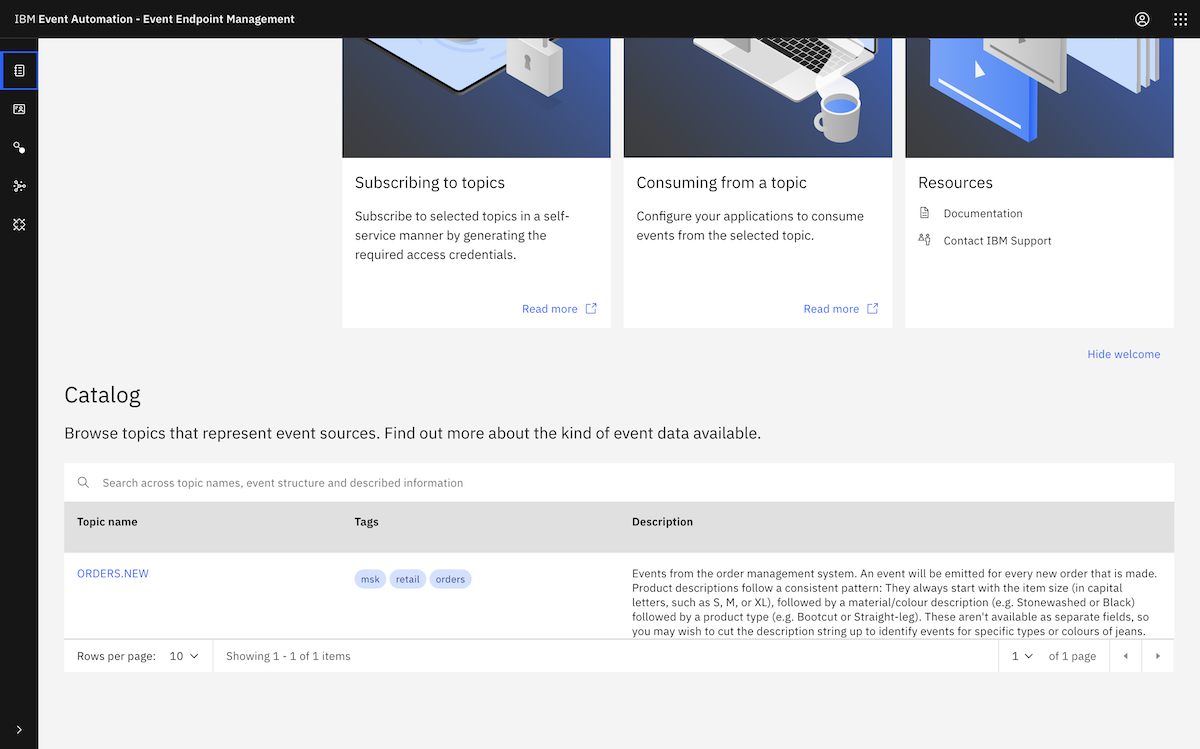 IBM Event Automation - Event Endpoint Management
Subscribing to topics
Subscribe to selected topics in a self-
service manner by generating the
required access credentials.
Read more
Consuming from a topic
Configure your applications to consume
events from the selected topic.
Read more
Resources
Documentation
Contact IBM Support
Hide welcome
Catalog
Browse topics that represent event sources. Find out more about the kind of event data available.
Search across topic names, event structure and described information
Topic name Tags Description
ORDERS.NEW
msk retail orders
Events from the order management system. An event will be emitted for every new order that is made.
Product descriptions follow a consistent pattern: They always start with the item size (in capital
letters, such as S, M, or XL), followed by a material/colour description (e.g. Stonewashed or Black)
followed by a product type (e.g. Bootcut or Straight-leg). These aren't available as separate fields, so
you may wish to cut the description string up to identify events for specific types or colours of jeans.
Rows per page: 10 Showing 1 - 1 of 1 items 1 of 1 page